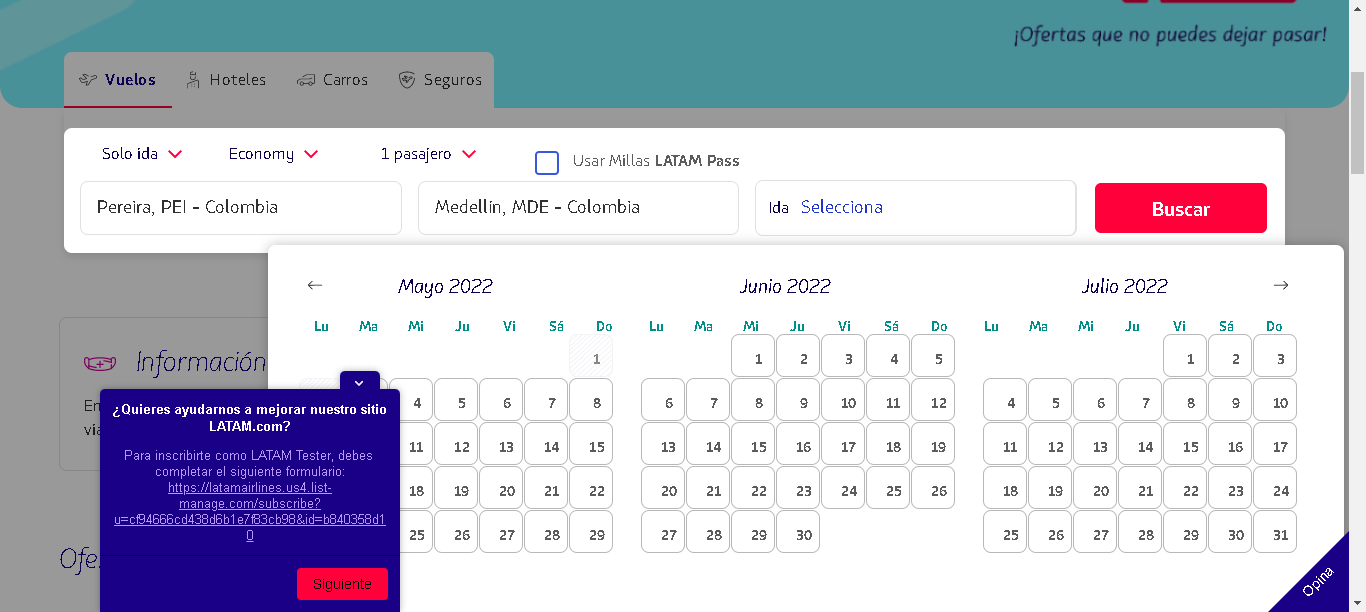 ¡Ofertas que no puedes dejar pasar!
Vuelos Hoteles Carros Seguros
Solo ida Economy 1 pasajero Usar Millas LATAM Pass
Pereira, PEI - Colombia Medellín, MDE - Colombia Ida Selecciona Buscar
Mayo 2022 Junio 2022 Julio 2022
Lu Ma Mi Ju Vi Sá Do Lu Ma Mi Ju Vi Sá Do Lu Ma Mi Ju Vi Sá Do
1 1 2 3 4 5 1 2 3
4 5 6 7 8 6 7 8 9 10 11 12 4 5 6 7 8 9 10
11 12 13 14 15 13 14 15 16 17 18 19 11 12 13 14 15 16 17
18 19 20 21 22 20 21 22 23 24 25 26 18 19 20 21 22 23 24
25 26 27 28 29 27 28 29 30 25 26 27 28 29 30 31
Información
¿Quieres ayudarnos a mejorar nuestro sitio
LATAM.com?
Para inscribirte como LATAM Tester, debes
completar el siguiente formulario:
https://latamairlines.us4.list-
manage.com/subscribe?
u=cf94666cd438d6b1e7f83cb98&id=b840358d1
0
Siguiente
Opina